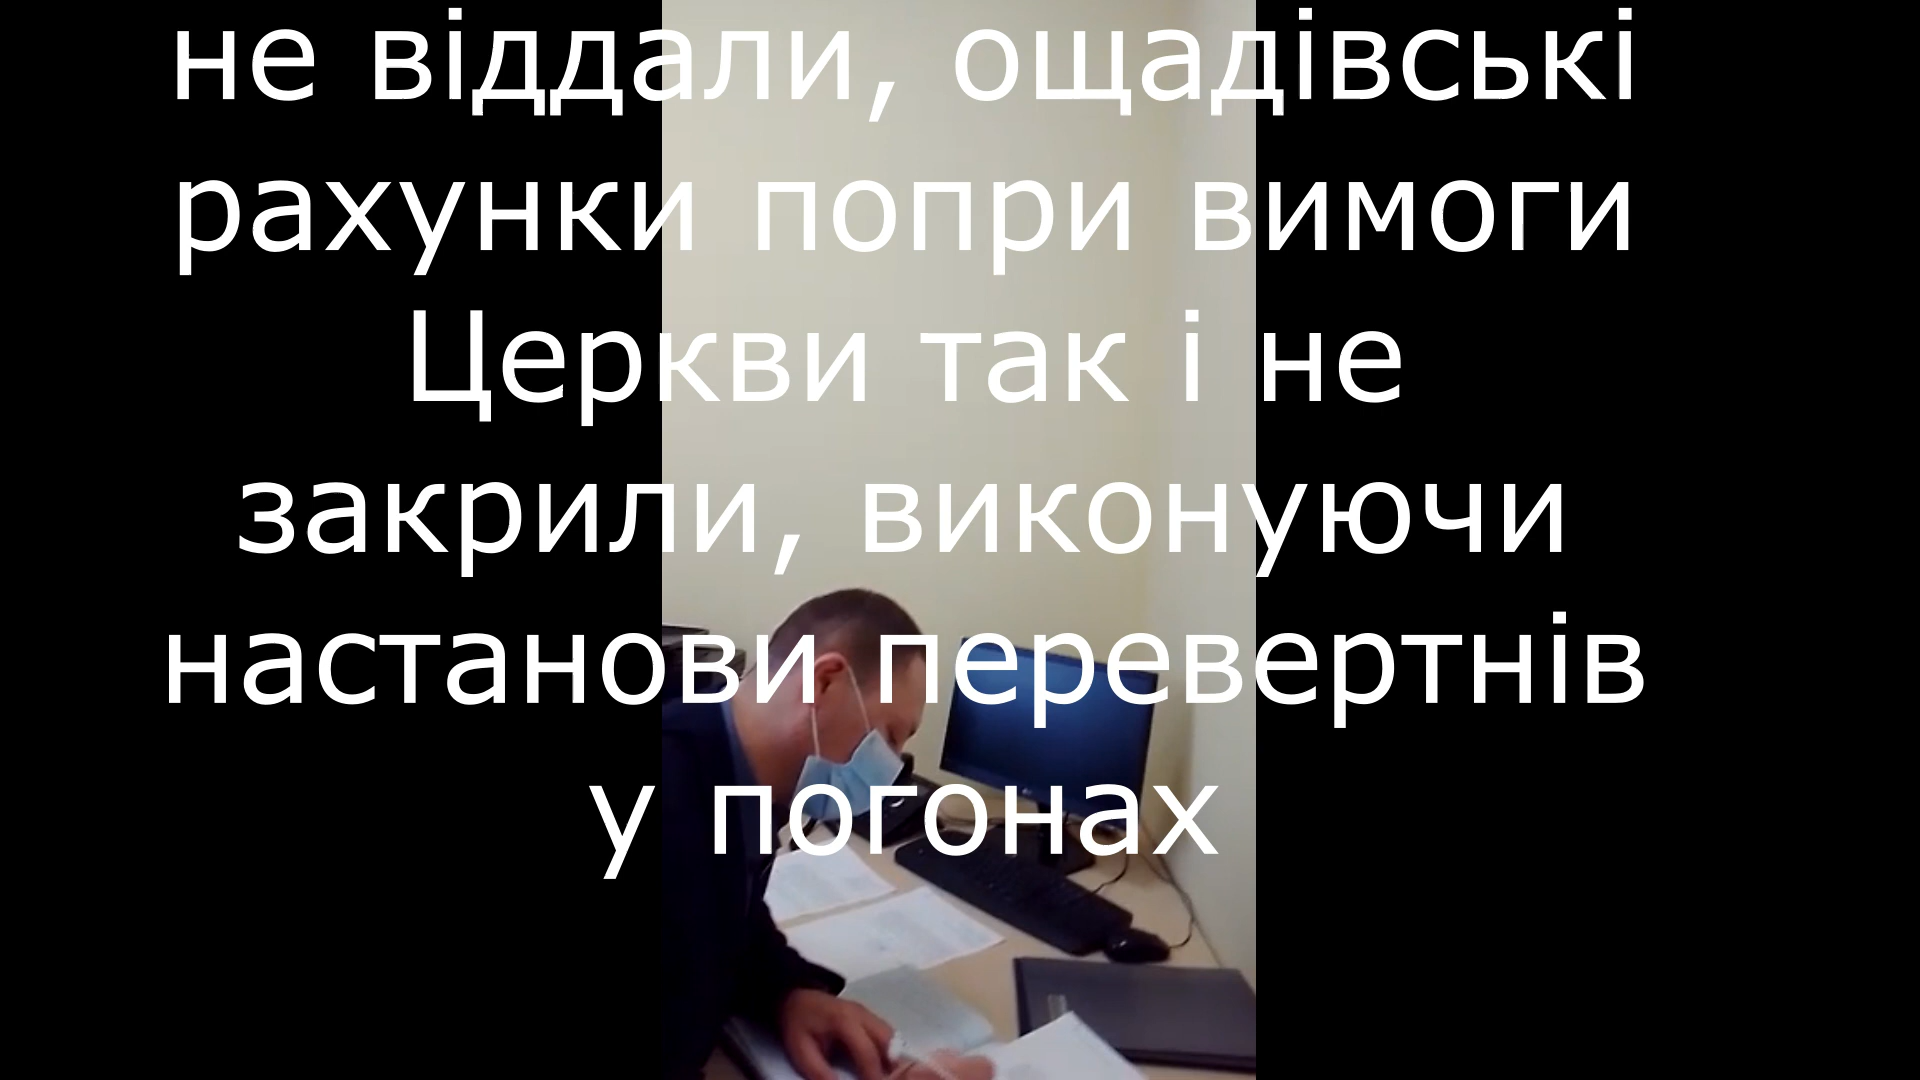 не віддали, ощадівські
рахунки попри вимоги
Церкви так і не
закрили, виконуючи
настанови перевертнів
у погонах